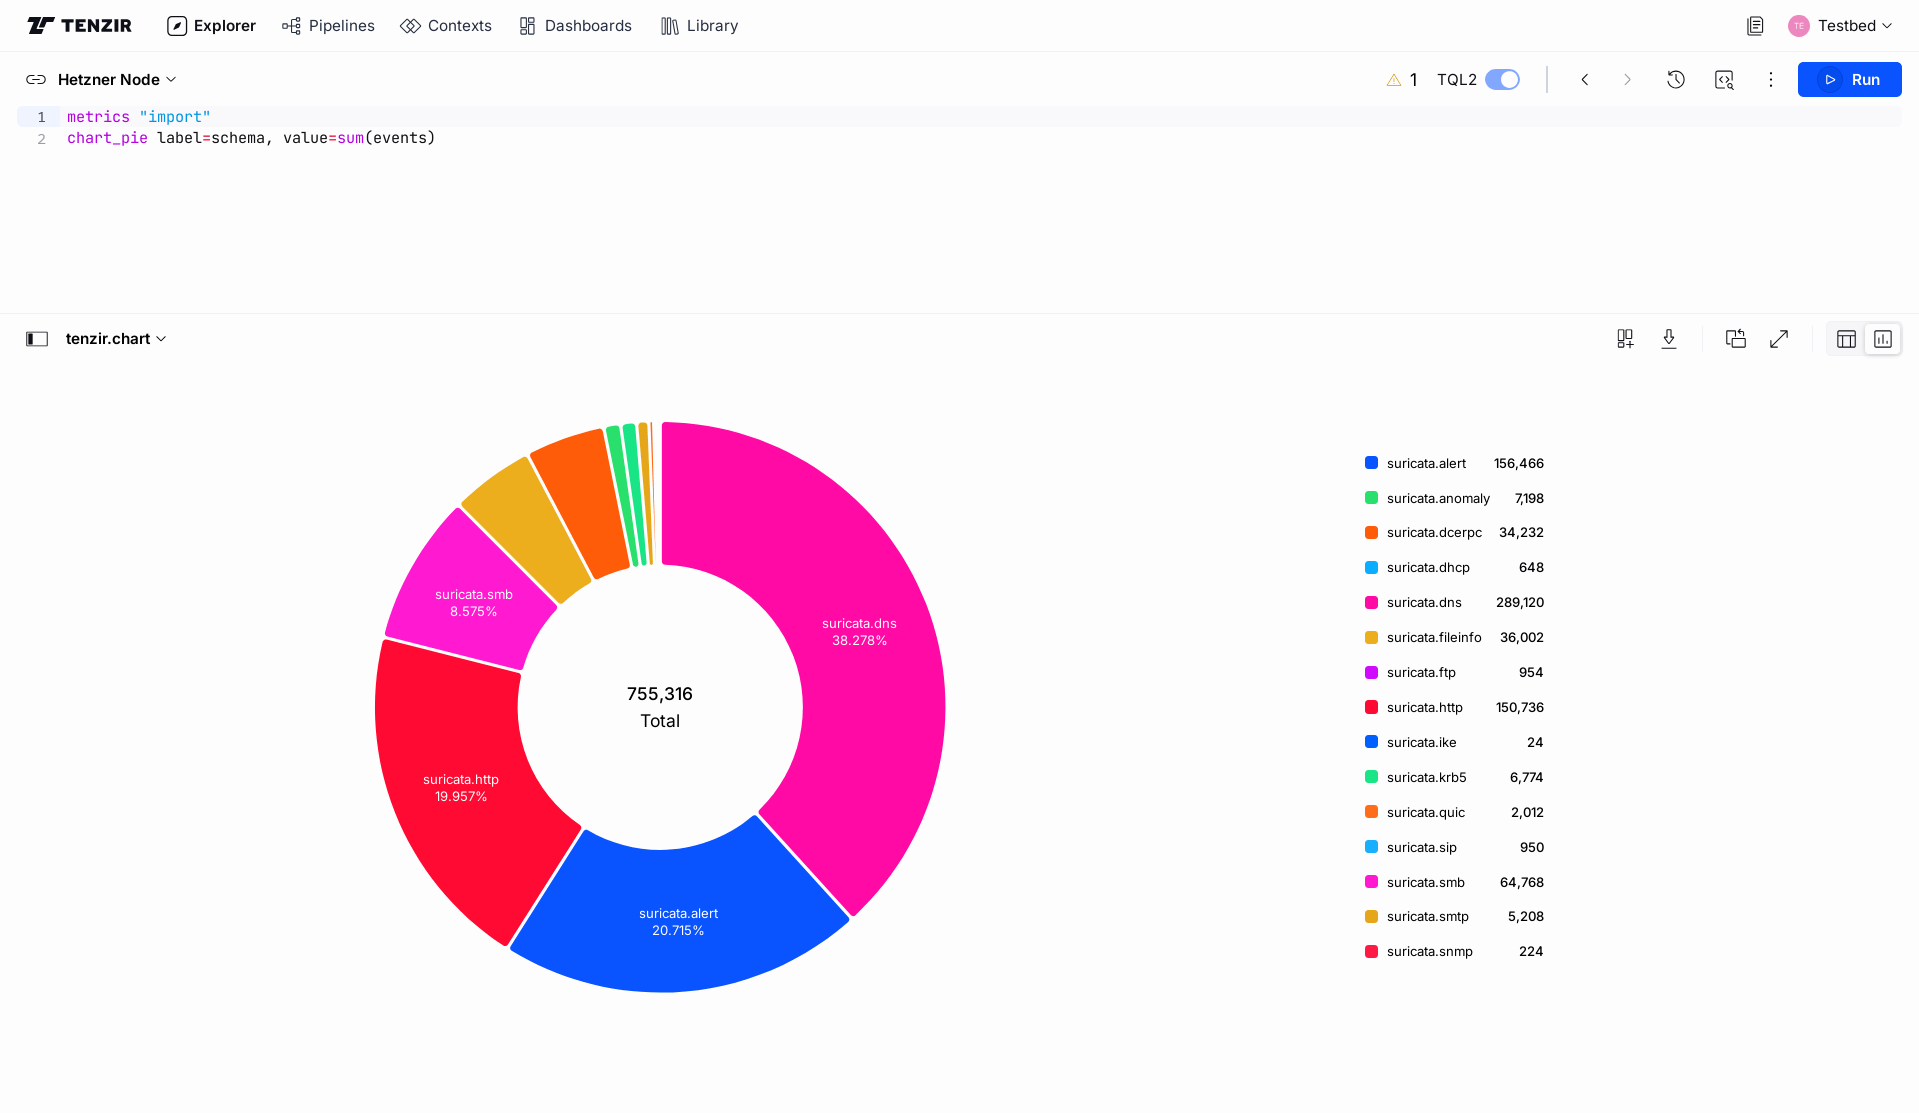 TENZIR
Explorer
Pipelines
Contexts
Dashboards
Library
TE
Testbed
Hetzner Node
1
TQL2
Run
1 metrics "import"
2 chart_pie label=schema, value=sum(events)
tenzir.chart
suricata.smb
8.575%
suricata.dns
38.278%
755,316
Total
suricata.http
19.957%
suricata.alert
20.715%
suricata.alert 156,466
suricata.anomaly 7,198
suricata.dcerpc 34,232
suricata.dhcp 648
suricata.dns 289,120
suricata.fileinfo 36,002
suricata.ftp 954
suricata.http 150,736
suricata.ike 24
suricata.krb5 6,774
suricata.quic 2,012
suricata.sip 950
suricata.smb 64,768
suricata.smtp 5,208
suricata.snmp 224